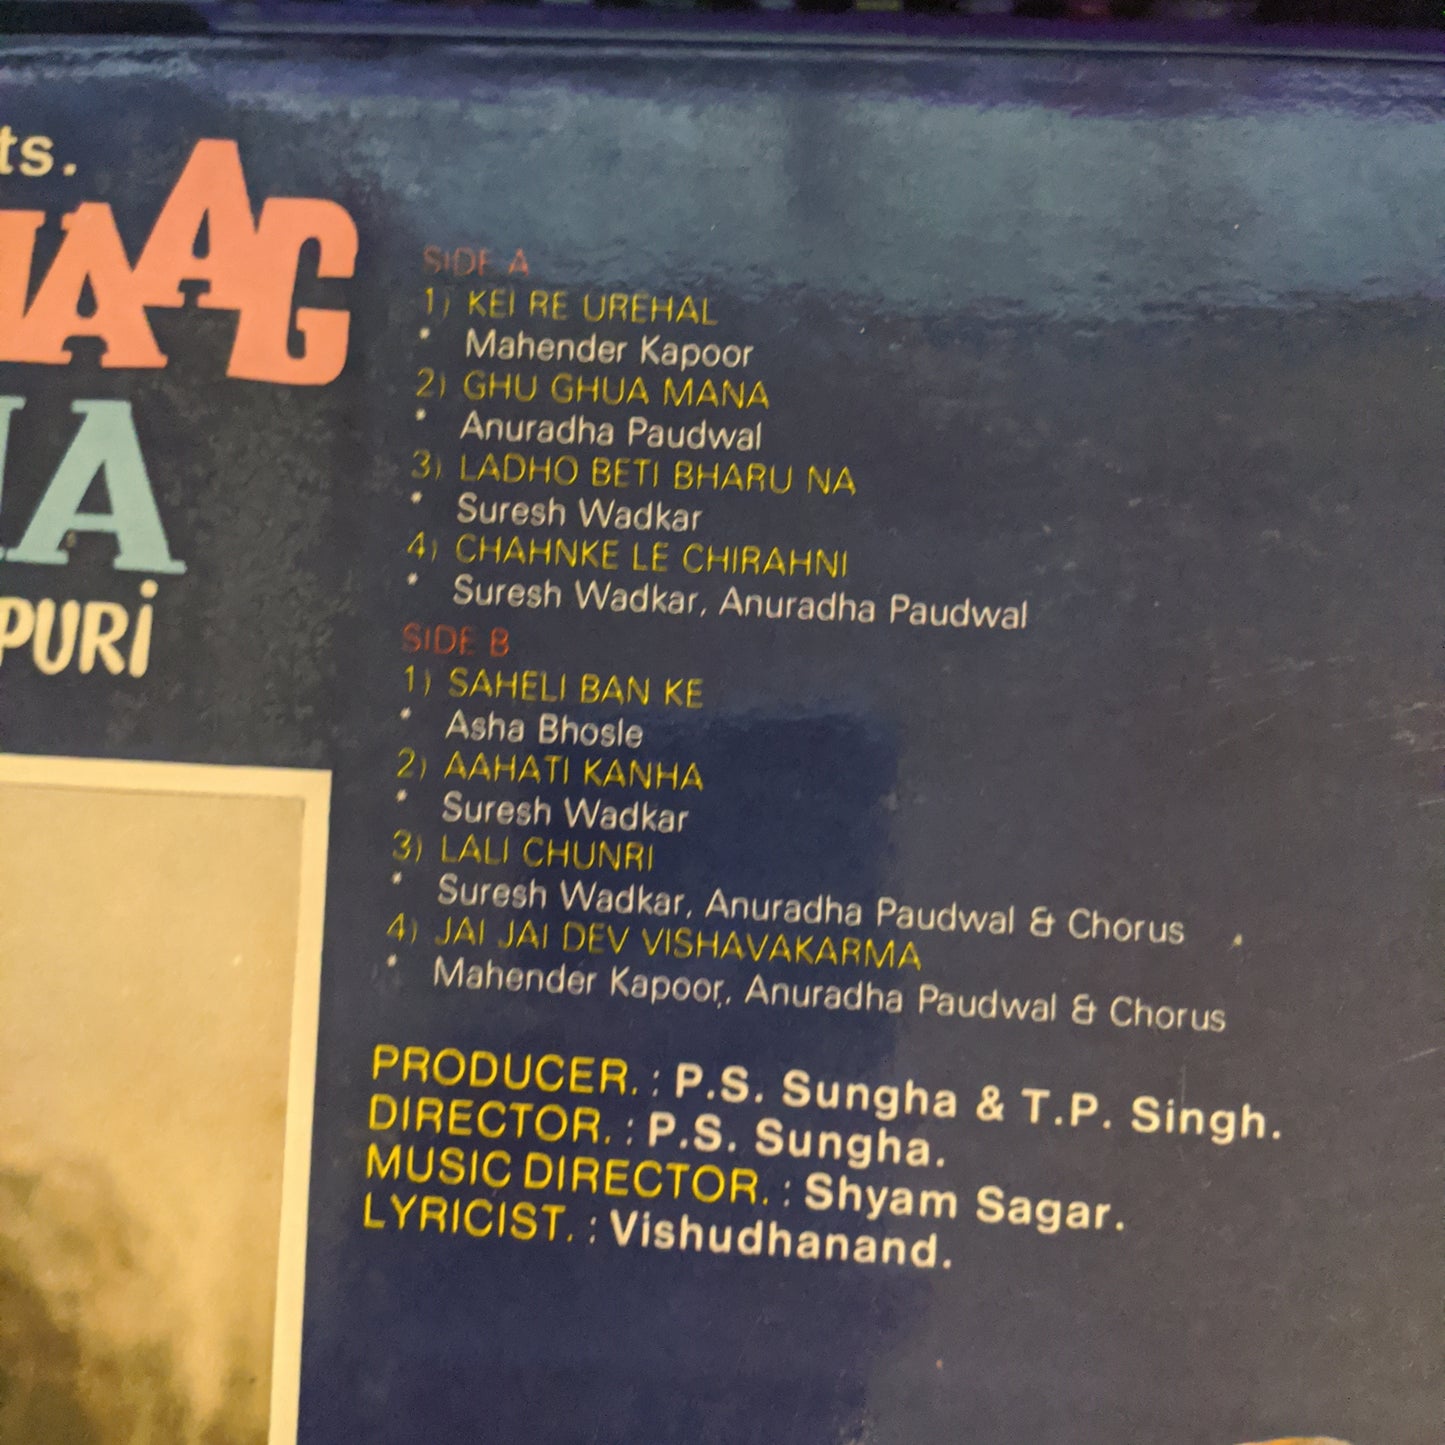 ts.
HAAG
NA
PURi
SIDE A
1) KEI RE UREHAL
* Mahender Kapoor
2) GHU GHUA MANA
* Anuradha Paudwal
3) LADHO BETI BHARU NA
* Suresh Wadkar
4) CHAHNKE LE CHIRAHNI
* Suresh Wadkar, Anuradha Paudwal
SIDE B
1) SAHELI BAN KE
* Asha Bhosle
2) AAHATI KANHA
* Suresh Wadkar
3) LALI CHUNRI
* Suresh Wadkar, Anuradha Paudwal & Chorus
4) JAI JAI DEV VISHAVAKARMA
* Mahender Kapoor, Anuradha Paudwal & Chorus
PRODUCER. : P.S. Sungha & T.P. Singh.
DIRECTOR. : P.S. Sungha.
MUSIC DIRECTOR. : Shyam Sagar.
LYRICIST. : Vishudhanand.